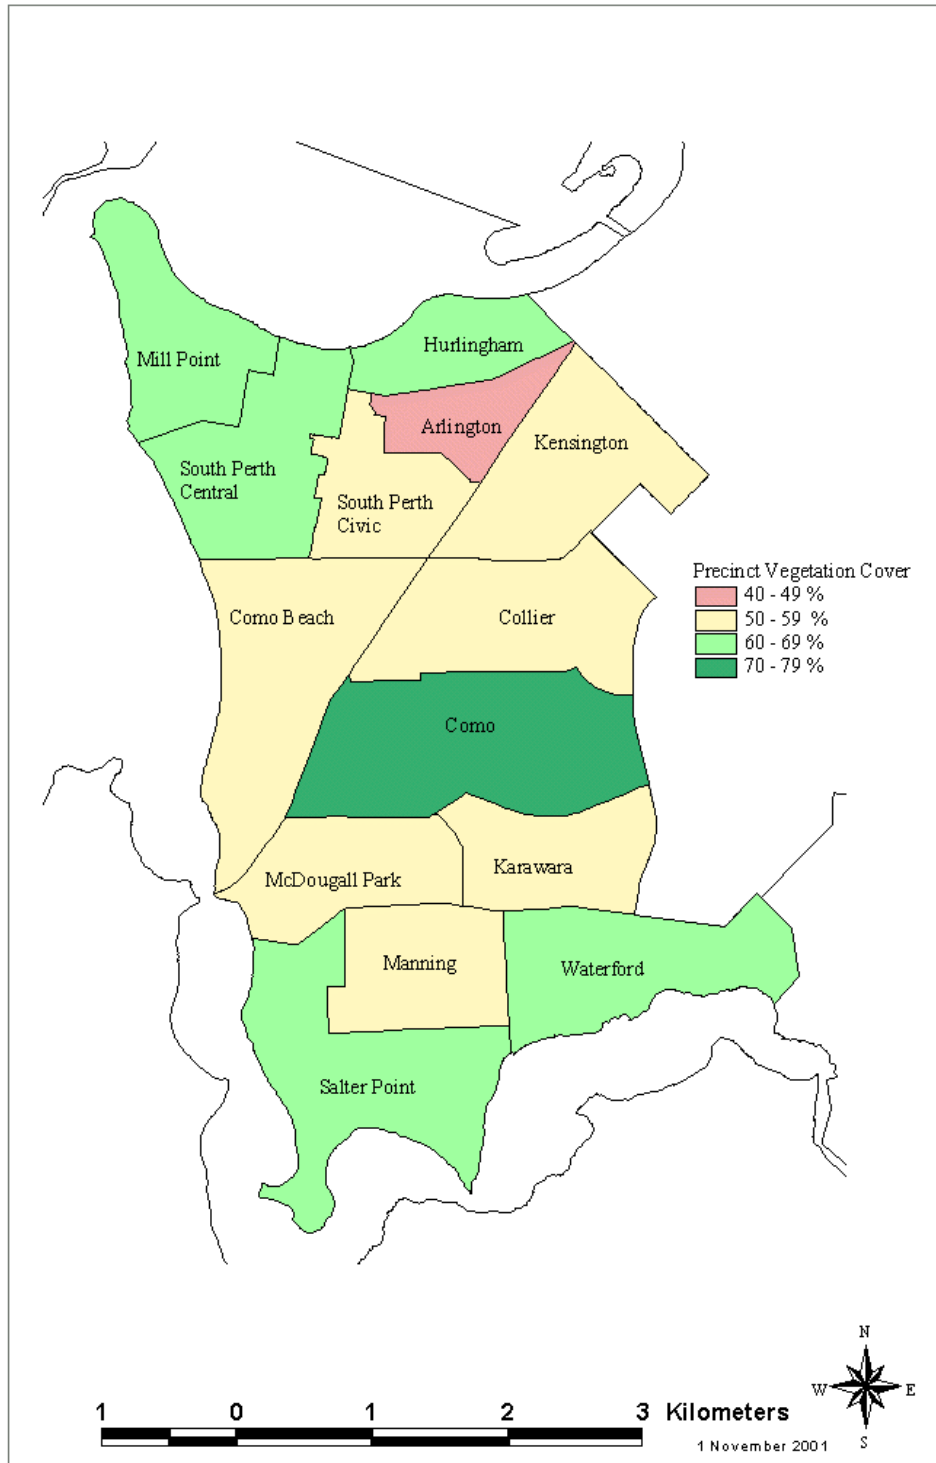 Hurlingham
Mill Point
Arlington
Kensington
South Perth
Central
South Perth
Civic
Precinct Vegetation Cover
40 - 49 %
50 - 59 %
60 - 69 %
70 - 79 %
Como Beach
Collier
Como
McDougall Park
Karawara
Manning
Waterford
Salter Point
N
W
E
S
1 0 1 2 3 Kilometers
1 November 2001